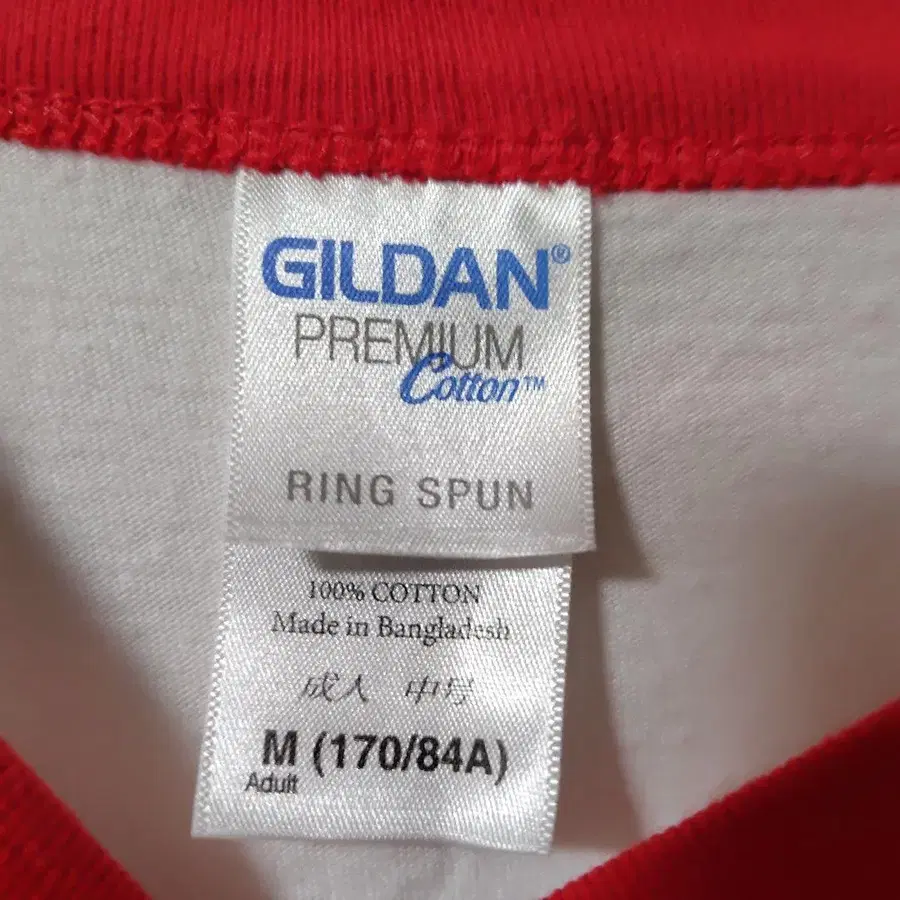 GILDAN®
PREMIUM
Cotton™
RING SPUN
100% COTTON
Made in Bangladesh
成人 中号
M (170/84A)
Adult